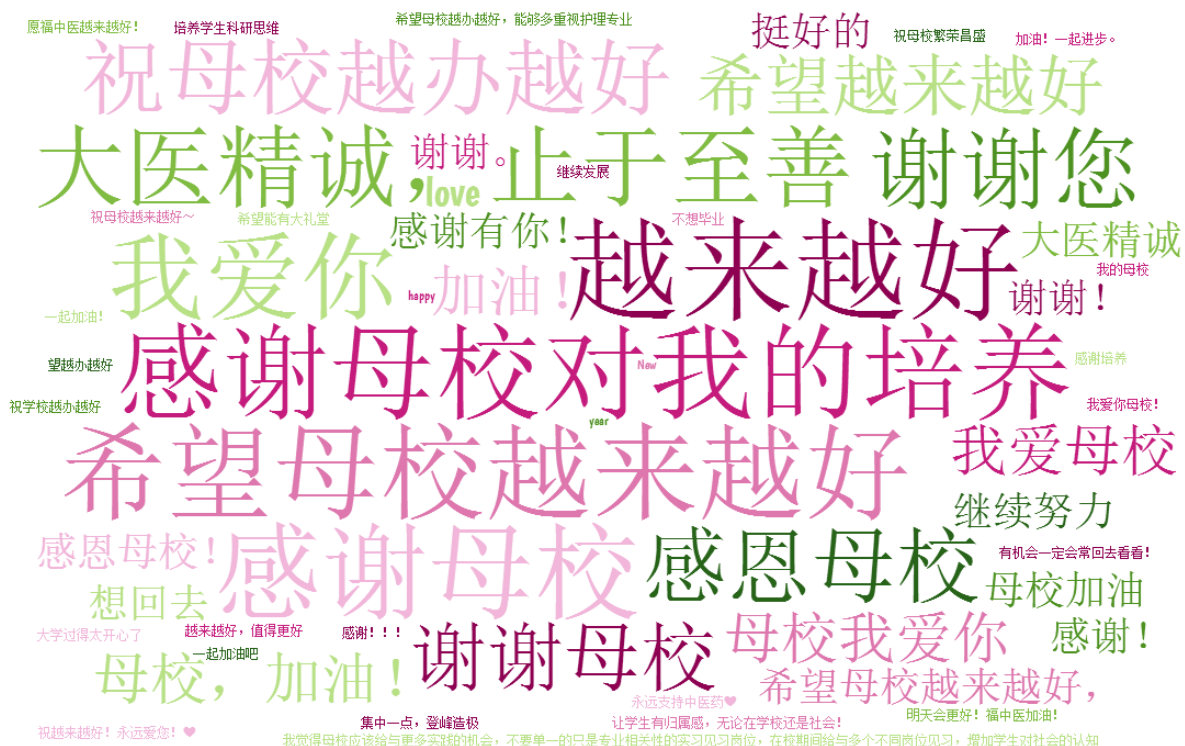 愿福中医越来越好！
培养学生科研思维
希望母校越办越好，能够多重视护理专业
挺好的
祝母校繁荣昌盛
加油！一起进步。
祝母校越办越好
希望越来越好
大医精诚，止于至善
谢谢。
love
继续发展
谢谢您
祝母校越来越好～
希望能有大礼堂
感谢有你！
不想毕业
大医精诚
我爱你
加油！
happy
越来越好
我的母校
谢谢！
一起加油！
感谢母校对我的培养
New
感谢培养
望越办越好
祝学校越办越好
year
我爱你母校！
希望母校越来越好
我爱母校
继续努力
感恩母校！
感谢母校
感恩母校
有机会一定会常回去看看！
想回去
母校加油
大学过得太开心了
越来越好，值得更好
感谢！！！
谢谢母校
母校我爱你
感谢！
一起加油吧
母校，加油！
希望母校越来越好，
永远支持中医药❤
祝越来越好！永远爱您！❤
集中一点，登峰造极
让学生有归属感，无论在学校还是社会！
明天会更好！福中医加油！
我觉得母校应该给与更多实践的机会，不要单一的只是专业相关性的实习见习岗位，在校期间给与多个不同岗位见习，增加学生对社会的认知